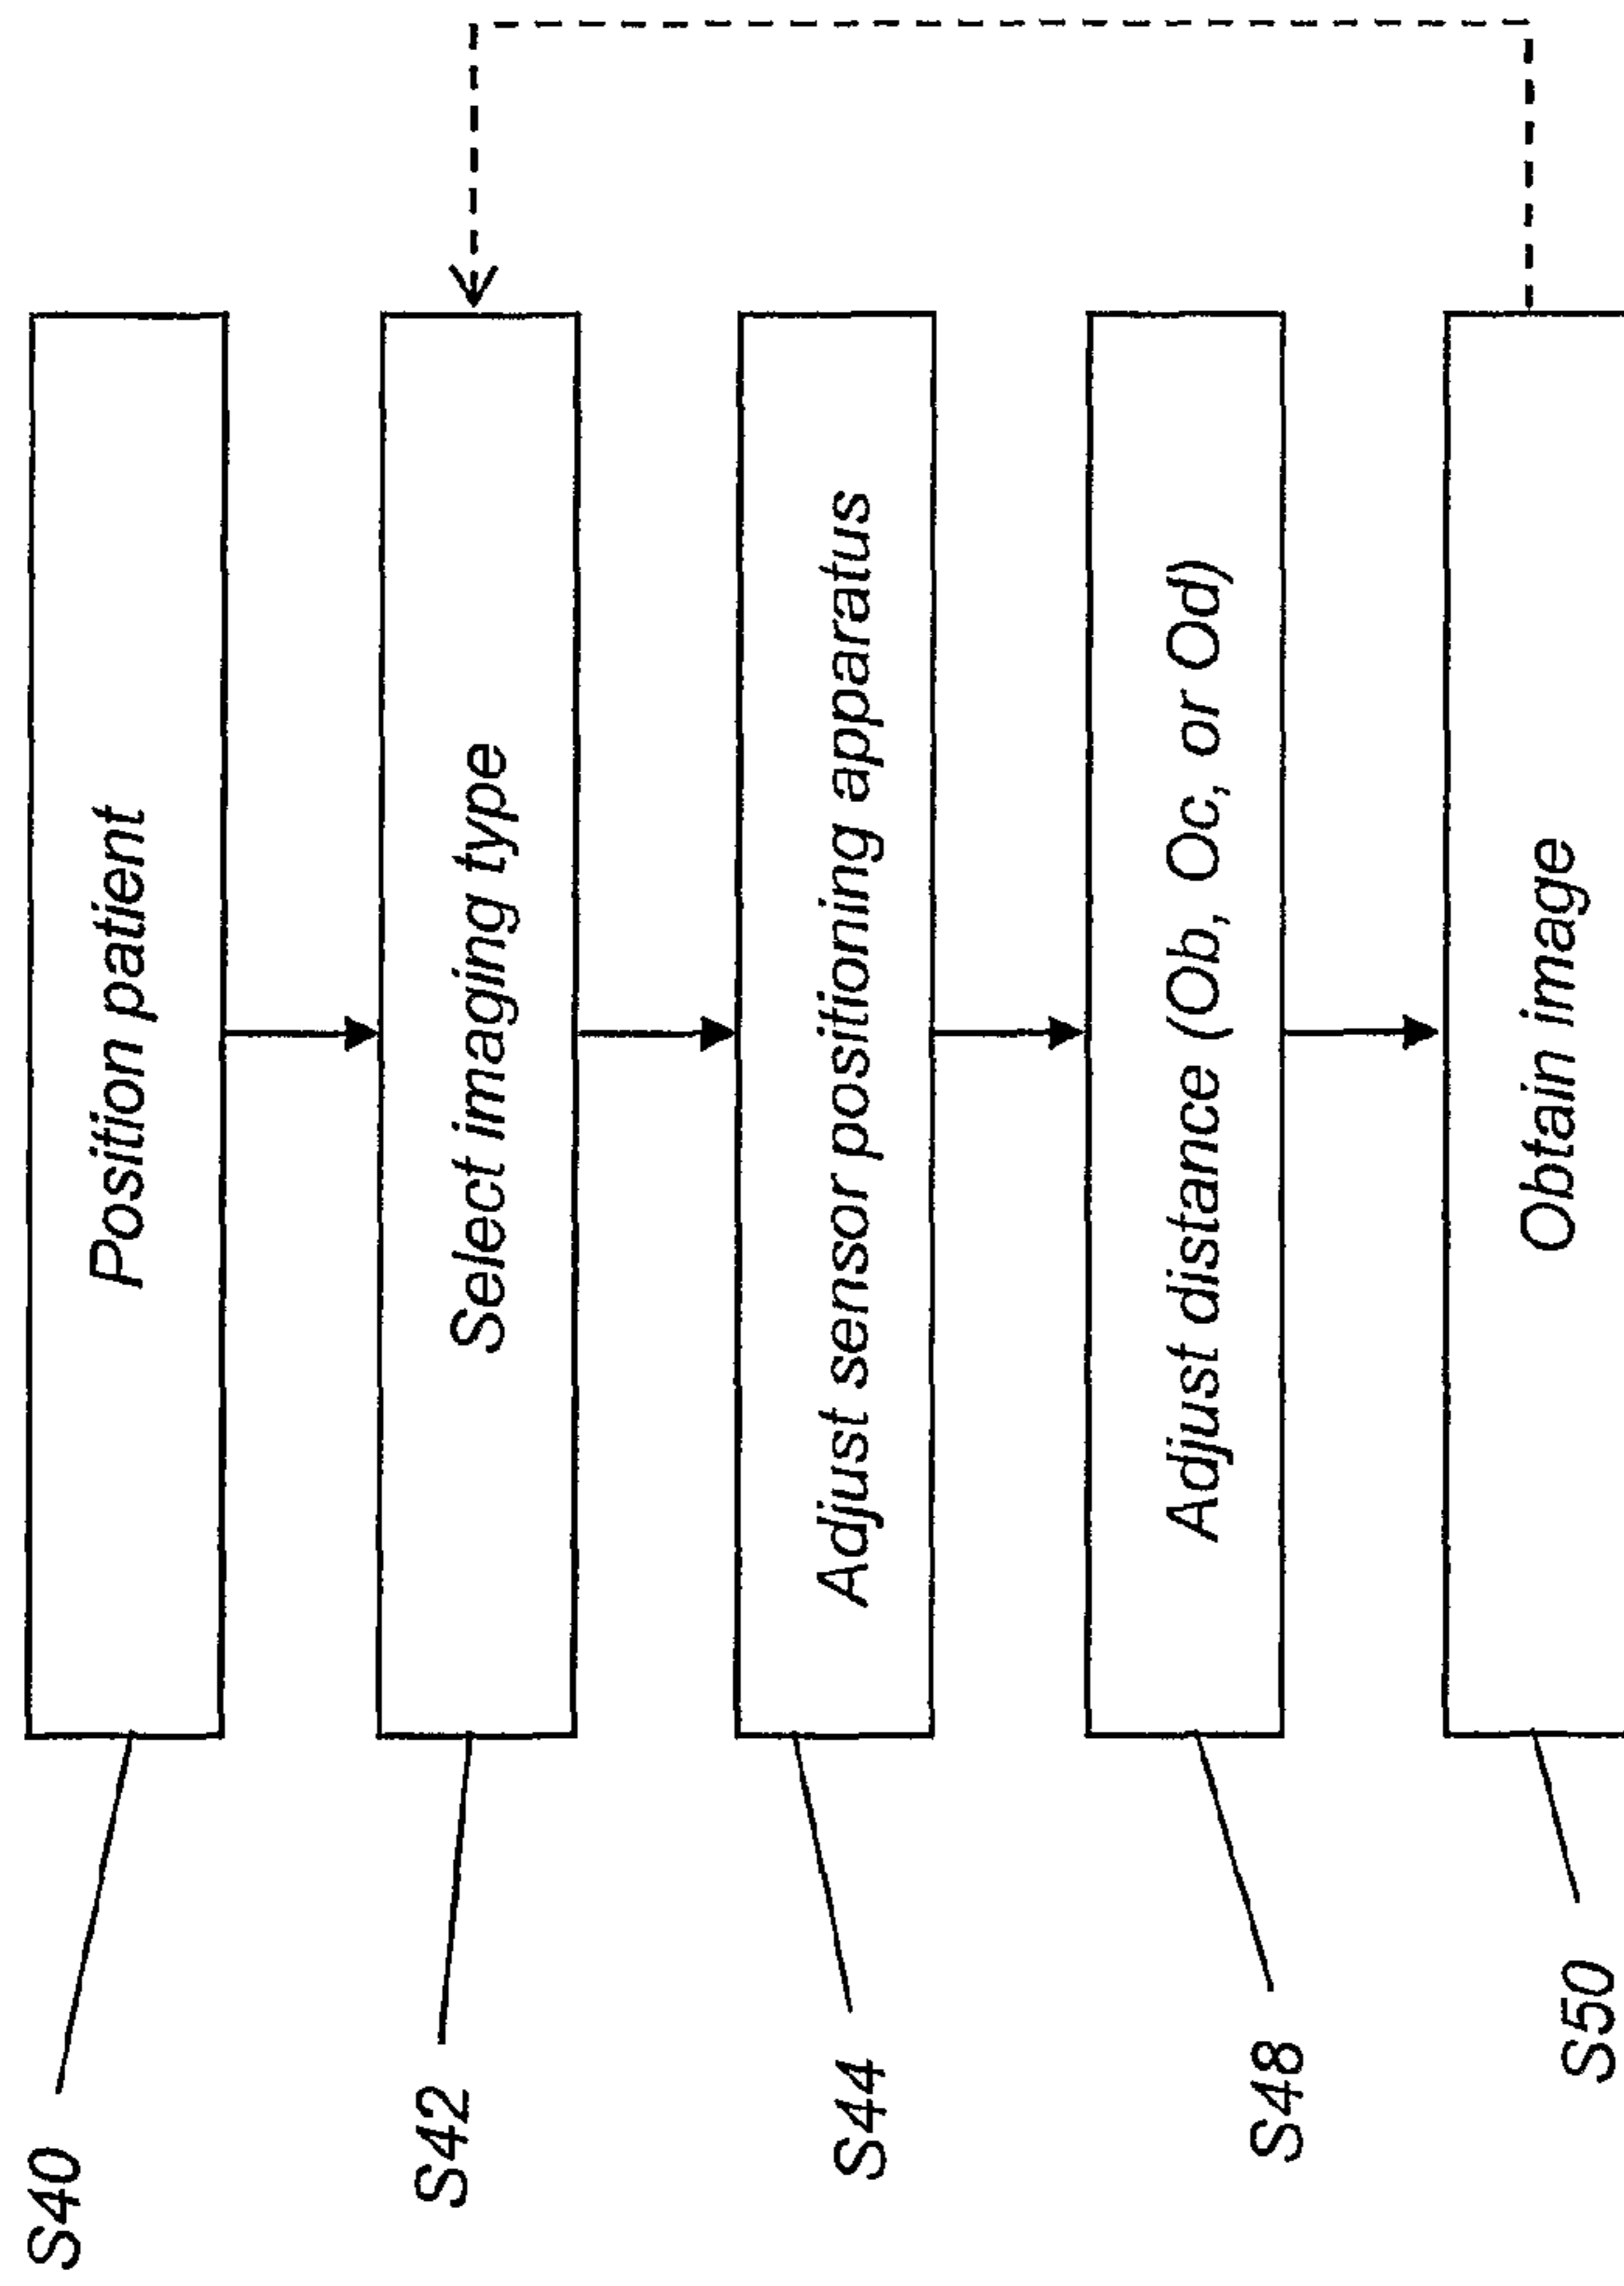 S40
Position patient
S42
Select imaging type
S44
Adjust sensor positioning apparatus
S48
Adjust distance (Ob, Oc, or Od)
S50
Obtain image